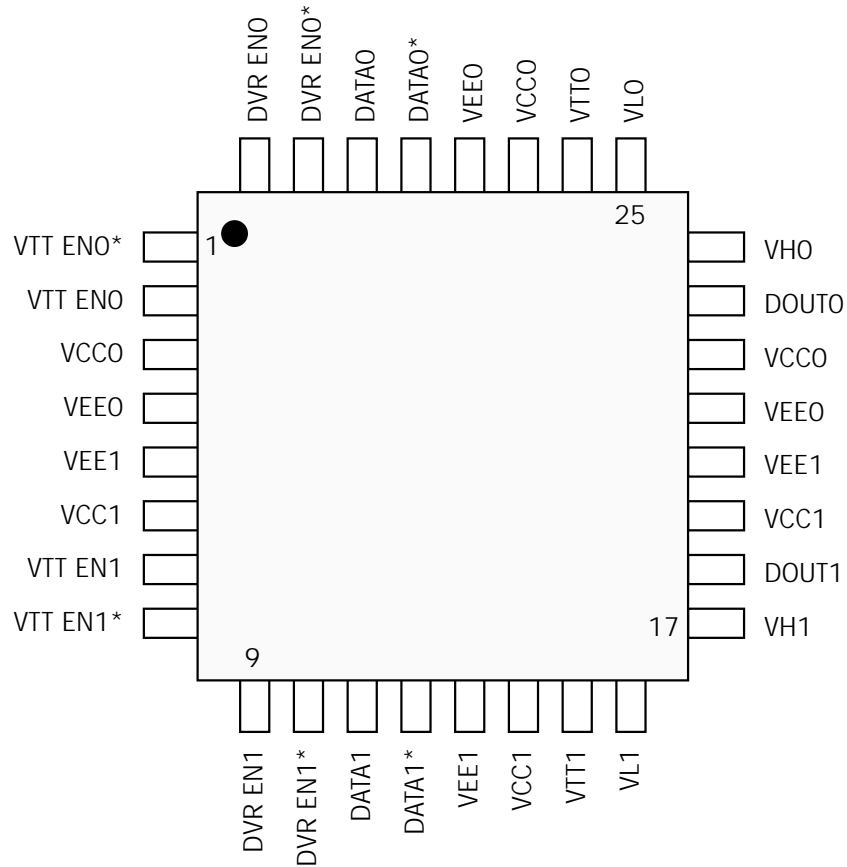 DVR EN0
DVR EN0*
DATA0
DATA0*
VEE0
VCC0
VTT0
VL0
25
VTT EN0*
1
VH0
VTT EN0
DOUT0
VCC0
VCC0
VEE0
VEE0
VEE1
VEE1
VCC1
VCC1
VTT EN1
DOUT1
VTT EN1*
17
VH1
9
DVR EN1
DVR EN1*
DATA1
DATA1*
VEE1
VCC1
VTT1
VL1